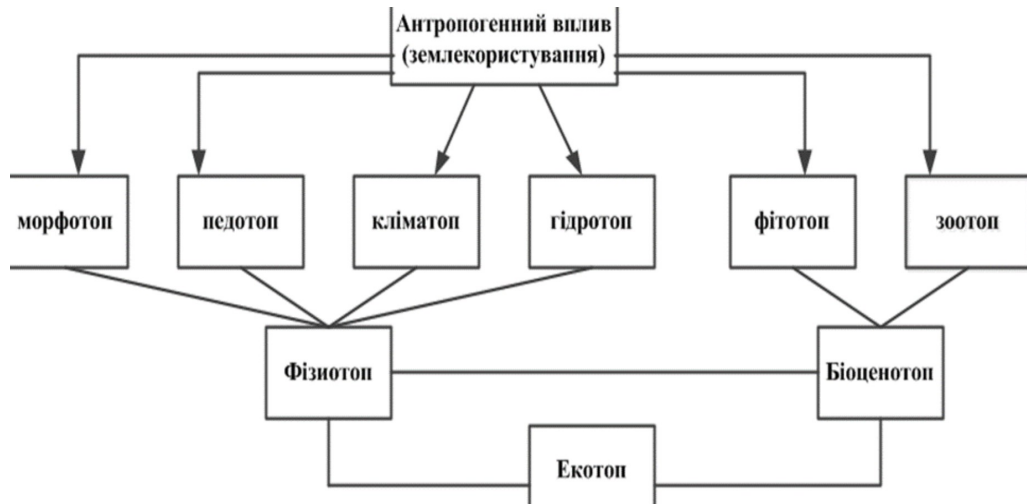 Антропогенний вплив
(землекористування)
морфотоп
педотоп
кліматоп
гідротоп
фітотоп
зоотоп
Фізиотоп
Біоценотоп
Екотоп